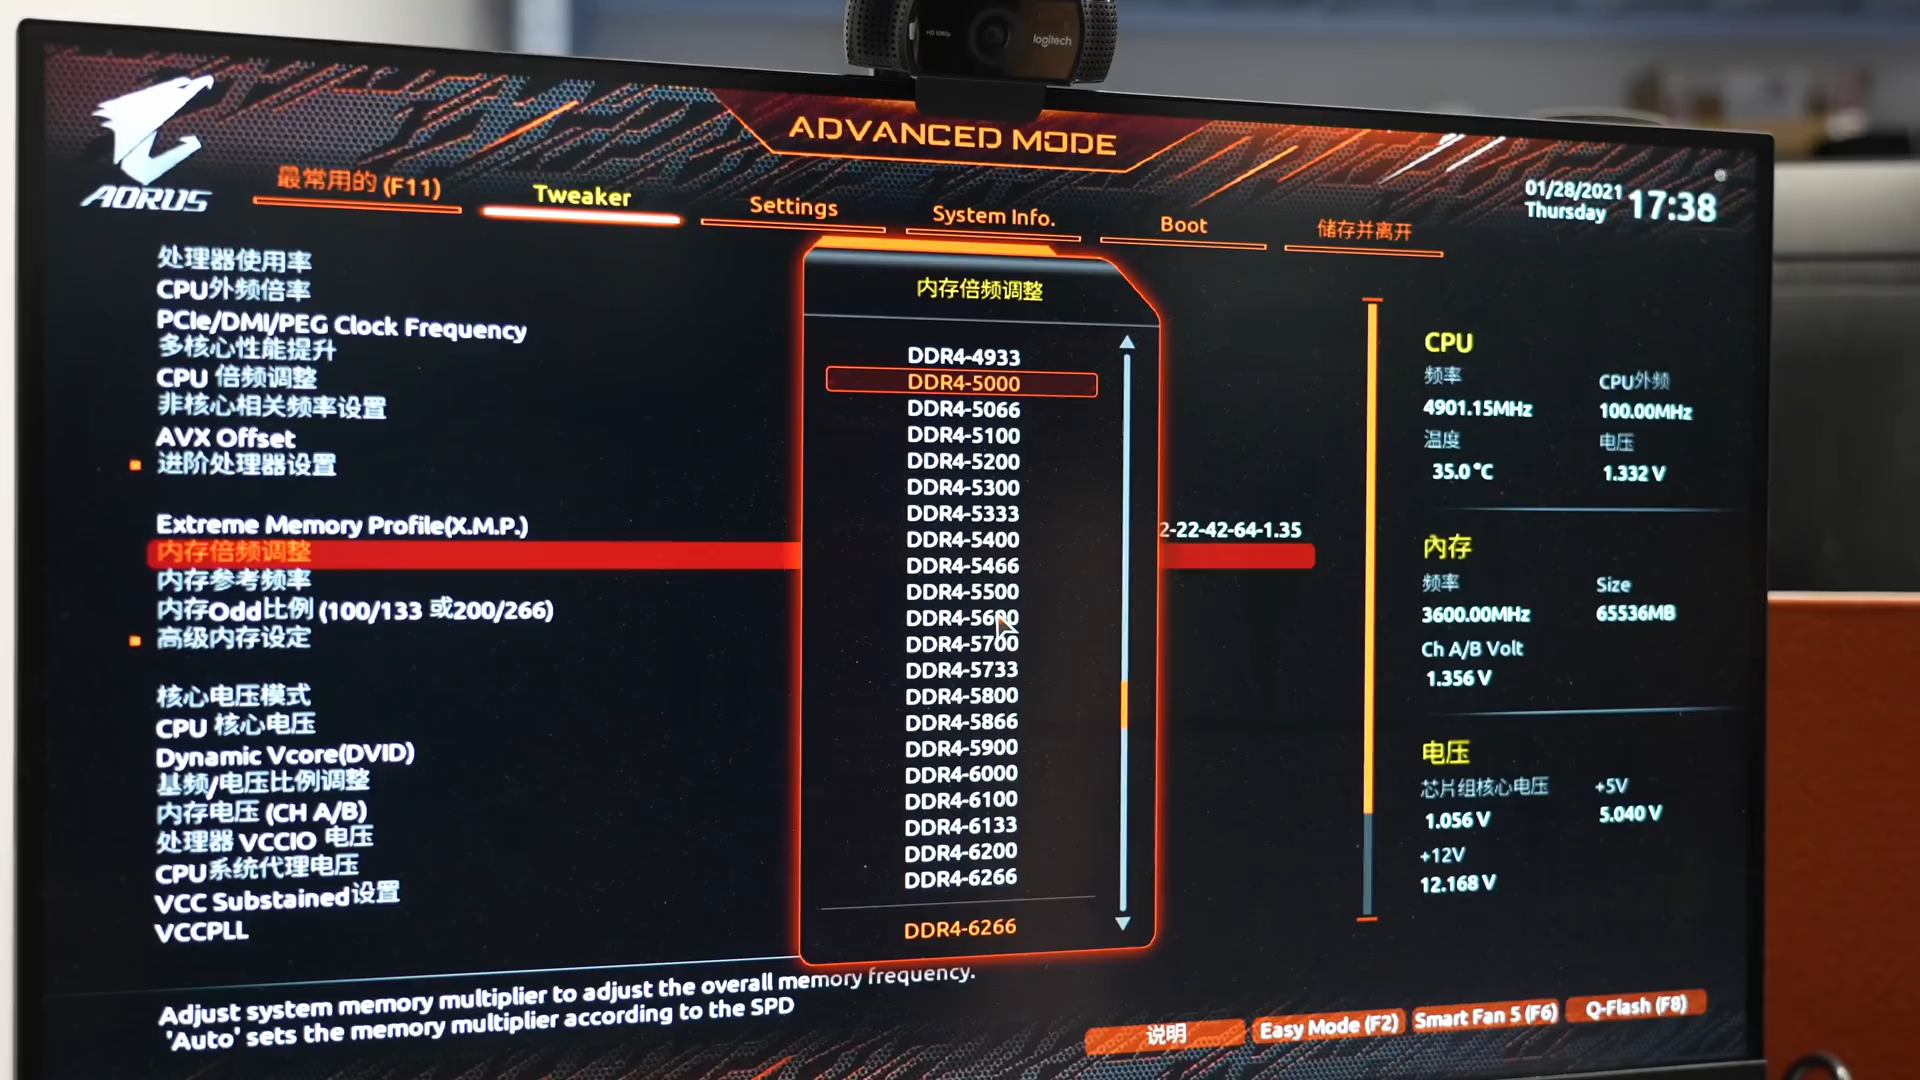 HD 1080p
logitech
ADVANCED MODE
AORUS
最常用的 (F11)
Tweaker
Settings
System Info.
Boot
储存并离开
01/28/2021
Thursday
17:38
处理器使用率
CPU外频倍率
PCIe/DMI/PEG Clock Frequency
多核心性能提升
CPU 倍频调整
非核心相关频率设置
AVX Offset
进阶处理器设置
Extreme Memory Profile(X.M.P.)
2-22-42-64-1.35
内存倍频调整
内存参考频率
内存Odd比例 (100/133 或200/266)
高级内存设定
核心电压模式
CPU 核心电压
Dynamic Vcore(DVID)
基频/电压比例调整
内存电压 (CH A/B)
处理器 VCCIO 电压
CPU系统代理电压
VCC Substained设置
VCCPLL
内存倍频调整
DDR4-4933
DDR4-5000
DDR4-5066
DDR4-5100
DDR4-5200
DDR4-5300
DDR4-5333
DDR4-5400
DDR4-5466
DDR4-5500
DDR4-5600
DDR4-5700
DDR4-5733
DDR4-5800
DDR4-5866
DDR4-5900
DDR4-6000
DDR4-6100
DDR4-6133
DDR4-6200
DDR4-6266
DDR4-6266
CPU
频率
CPU外频
4901.15MHz
100.00MHz
温度
电压
35.0 °C
1.332 V
内存
频率
Size
3600.00MHz
65536MB
Ch A/B Volt
1.356 V
电压
芯片组核心电压
+5V
1.056 V
5.040 V
+12V
12.168 V
Adjust system memory multiplier to adjust the overall memory frequency.
'Auto' sets the memory multiplier according to the SPD
说明
Easy Mode (F2)
Smart Fan 5 (F6)
Q-Flash (F8)